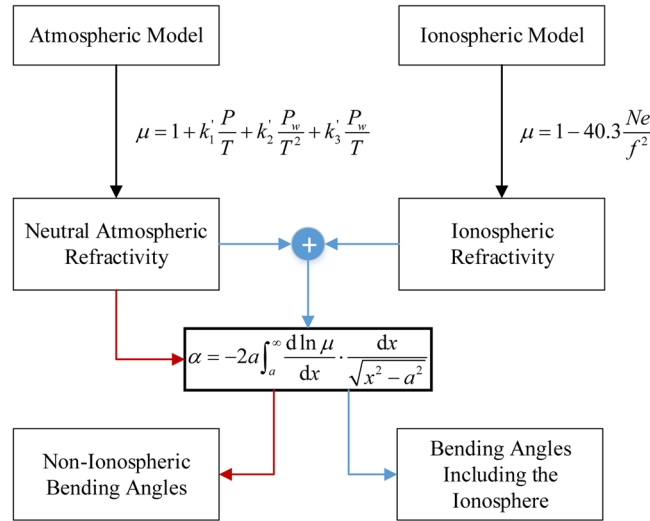 Atmospheric Model
Ionospheric Model
μ = 1 + k₁' P/T + k₂' P_w/T² + k₃' P_w/T
μ = 1 − 40.3 Ne/f²
Neutral Atmospheric
Refractivity
+
Ionospheric
Refractivity
α = −2a ∫ₐ^∞ (d ln μ)/(dx) · dx/√(x² − a²)
Non-Ionospheric
Bending Angles
Bending Angles
Including the
Ionosphere